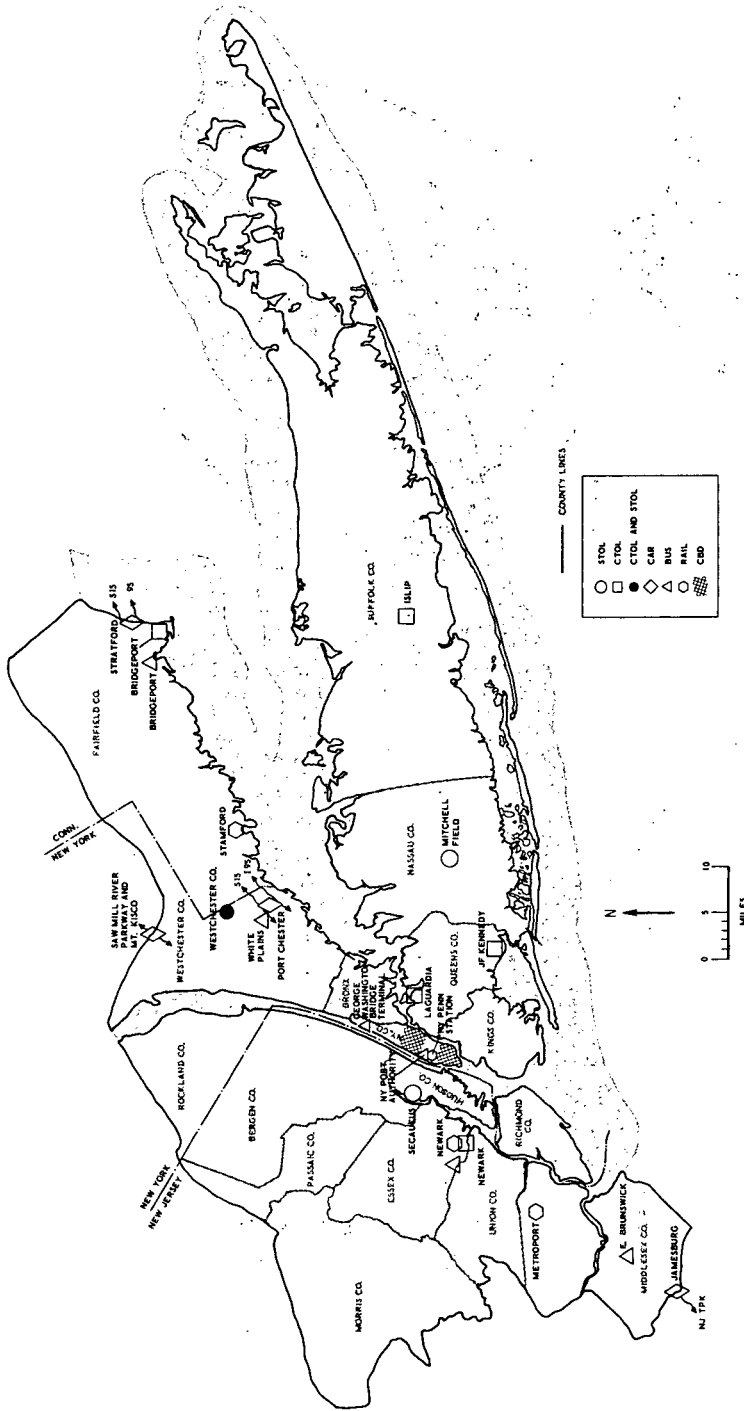 CONN.
NEW YORK
SAW MILL RIVER
PARKWAY AND
MT. KISCO
WESTCHESTER CO.
FAIRFIELD CO.
STRATFORD
S15
95
BRIDGEPORT
BRIDGEPORT
STAMFORD
WESTCHESTER CO.
S15
I 95
WHITE
PLAINS
PORT CHESTER
NEW YORK
NEW JERSEY
ROCKLAND CO.
BERGEN CO.
PASSAIC CO.
ESSEX CO.
MORRIS CO.
BRONX
GEORGE
WASHINGTON
BRIDGE
TERMINAL
N.Y. CO.
NY PORT
AUTHORITY
NY PENN
STATION
LAGUARDIA
QUEENS CO.
JF KENNEDY
KINGS CO.
HUDSON CO
SECAUCUS
NEWARK
NEWARK
UNION CO.
RICHMOND
CO.
METROPORT
E. BRUNSWICK
MIDDLESEX CO.
JAMESBURG
NJ TPK
NASSAU CO.
MITCHELL
FIELD
SUFFOLK CO.
ISLIP
N
0 5 10
MILES
COUNTY LINES
STOL
CTOL
CTOL AND STOL
CAR
BUS
RAIL
CBD